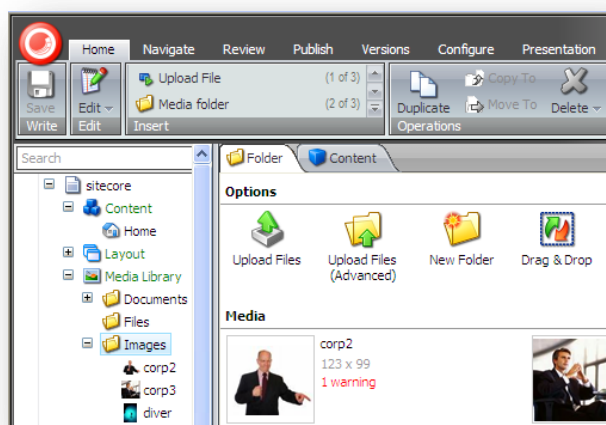 Home Navigate Review Publish Versions Configure Presentation
Upload File (1 of 3)
Media folder (2 of 3)
Save Edit Duplicate Copy To Move To Delete
Write Edit Insert Operations
Search
Folder Content
sitecore
Content
Home
Layout
Media Library
Documents
Files
Images
corp2
corp3
diver
Options
Upload Files
Upload Files (Advanced)
New Folder
Drag & Drop
Media
corp2
123 x 99
1 warning